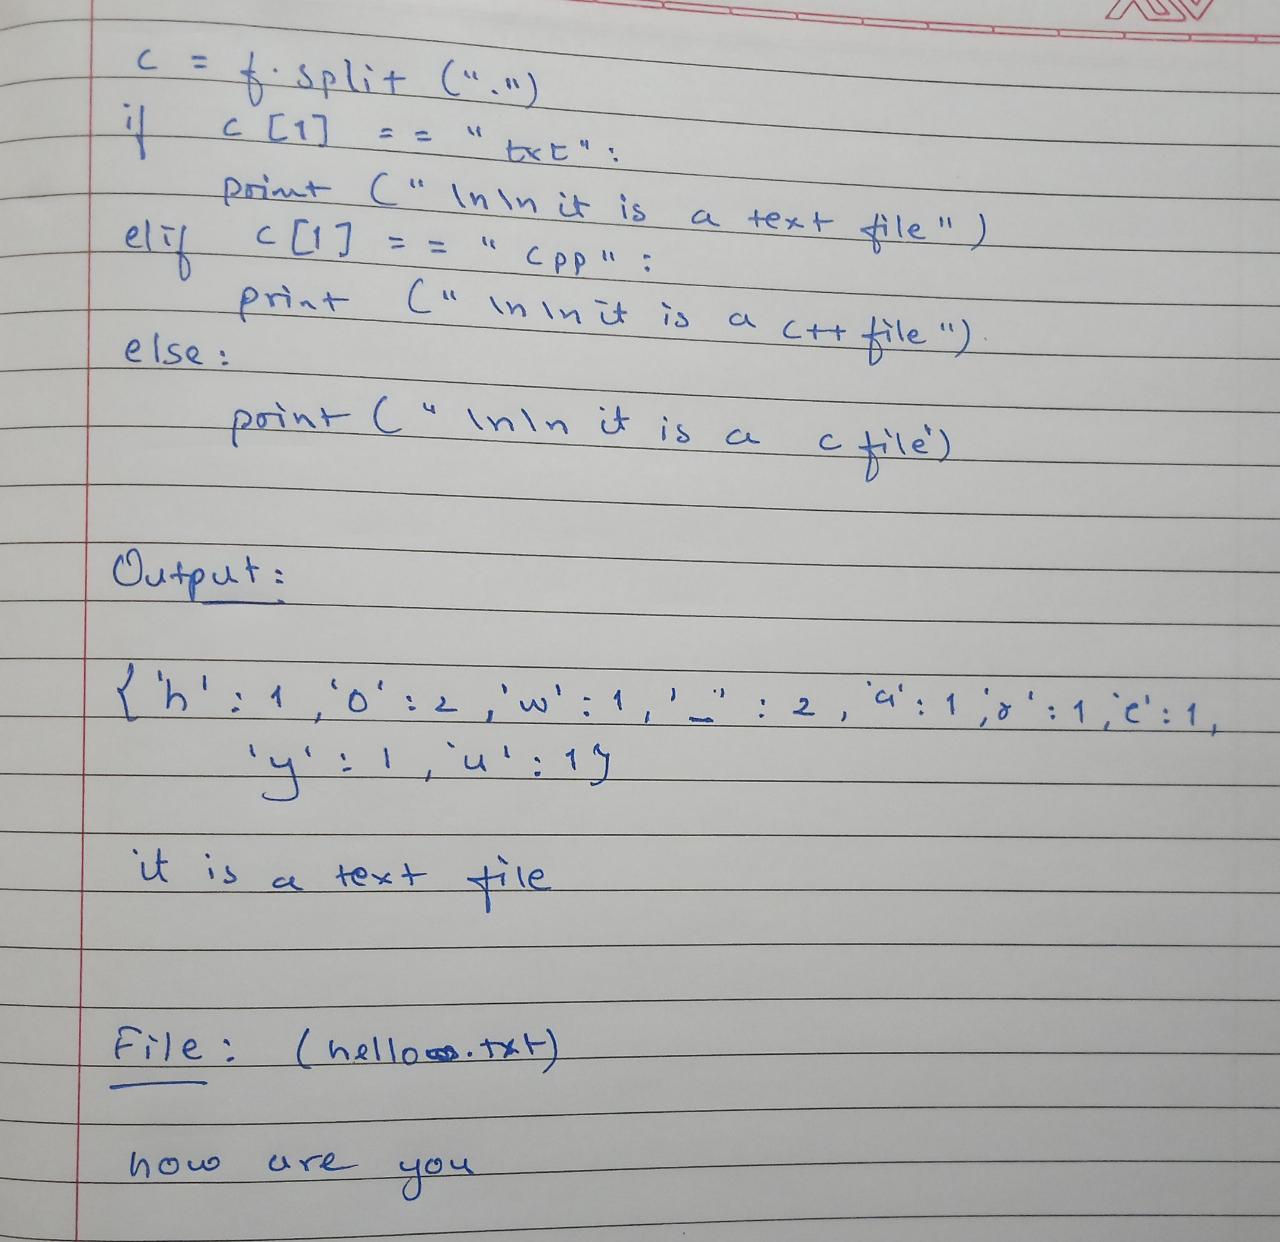 c = f.split (".")
if c [1] == "txt":
print ("\n\n it is a text file")
elif c [1] == "cpp":
print ("\n\n it is a c++ file").
else:
print ("\n\n it is a c file')
Output:
{'h' : 1, 'o' : 2, 'w' : 1, '_' : 2, 'a' : 1, 'r' : 1, 'e' : 1,
'y' : 1, 'u' : 1}
it is a text file
File: (hello.txt)
how are you